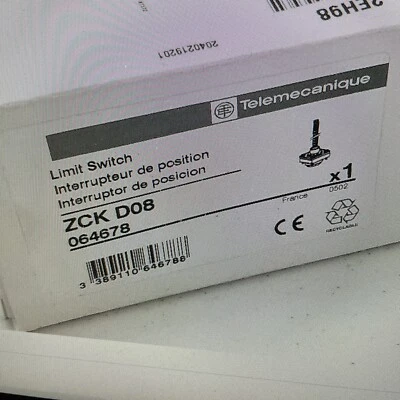 2EH98
2040219201
Telemecanique
Limit Switch
Interrupteur de position
Interruptor de posicion
x1
0502
ZCK D08
064678
France
CE
RECYCLABLE
3 389110 646788